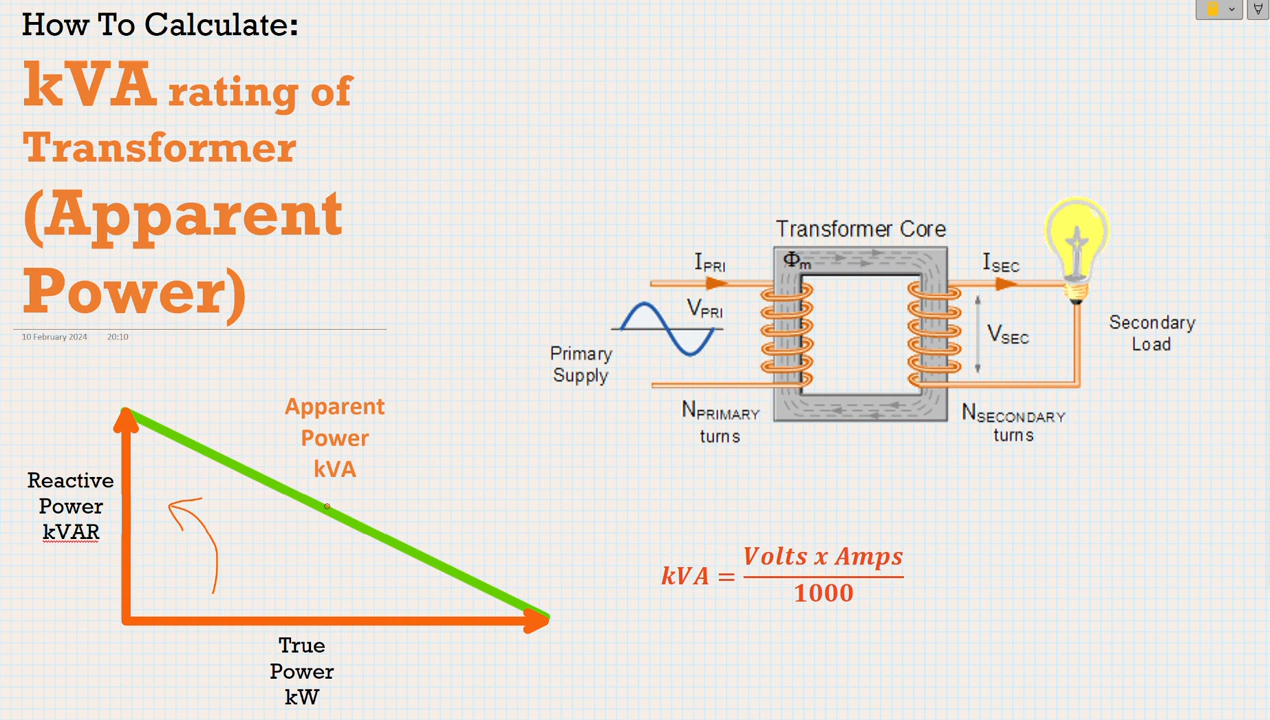 How To Calculate:
kVA rating of
Transformer
(Apparent
Power)
10 February 2024 20:10
Transformer Core
Φm
IPRI
ISEC
VPRI
VSEC
Primary
Supply
Secondary
Load
NPRIMARY
turns
NSECONDARY
turns
Apparent
Power
kVA
Reactive
Power
kVAR
kVA = Volts x Amps
1000
True
Power
kW